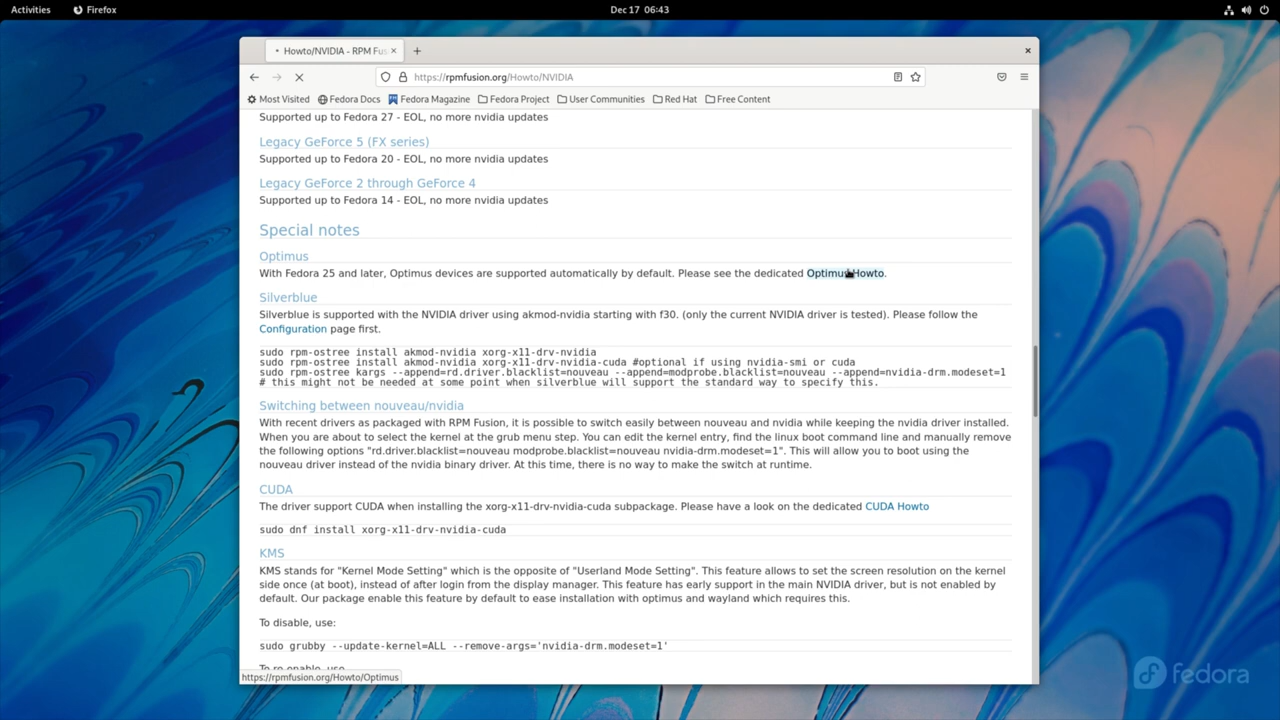 Activities Firefox Dec 17 06:43
Howto/NVIDIA - RPM Fus
https://rpmfusion.org/Howto/NVIDIA
Most Visited Fedora Docs Fedora Magazine Fedora Project User Communities Red Hat Free Content
Supported up to Fedora 27 - EOL, no more nvidia updates
Legacy GeForce 5 (FX series)
Supported up to Fedora 20 - EOL, no more nvidia updates
Legacy GeForce 2 through GeForce 4
Supported up to Fedora 14 - EOL, no more nvidia updates
Special notes
Optimus
With Fedora 25 and later, Optimus devices are supported automatically by default. Please see the dedicated Optimus Howto.
Silverblue
Silverblue is supported with the NVIDIA driver using akmod-nvidia starting with f30. (only the current NVIDIA driver is tested). Please follow the
Configuration page first.
sudo rpm-ostree install akmod-nvidia xorg-x11-drv-nvidia
sudo rpm-ostree install akmod-nvidia xorg-x11-drv-nvidia-cuda #optional if using nvidia-smi or cuda
sudo rpm-ostree kargs --append=rd.driver.blacklist=nouveau --append=modprobe.blacklist=nouveau --append=nvidia-drm.modeset=1
# this might not be needed at some point when silverblue will support the standard way to specify this.
Switching between nouveau/nvidia
With recent drivers as packaged with RPM Fusion, it is possible to switch easily between nouveau and nvidia while keeping the nvidia driver installed.
When you are about to select the kernel at the grub menu step. You can edit the kernel entry, find the linux boot command line and manually remove
the following options "rd.driver.blacklist=nouveau modprobe.blacklist=nouveau nvidia-drm.modeset=1". This will allow you to boot using the
nouveau driver instead of the nvidia binary driver. At this time, there is no way to make the switch at runtime.
CUDA
The driver support CUDA when installing the xorg-x11-drv-nvidia-cuda subpackage. Please have a look on the dedicated CUDA Howto
sudo dnf install xorg-x11-drv-nvidia-cuda
KMS
KMS stands for "Kernel Mode Setting" which is the opposite of "Userland Mode Setting". This feature allows to set the screen resolution on the kernel
side once (at boot), instead of after login from the display manager. This feature has early support in the main NVIDIA driver, but is not enabled by
default. Our package enable this feature by default to ease installation with optimus and wayland which requires this.
To disable, use:
sudo grubby --update-kernel=ALL --remove-args='nvidia-drm.modeset=1'
To re-enable, use
https://rpmfusion.org/Howto/Optimus
fedora